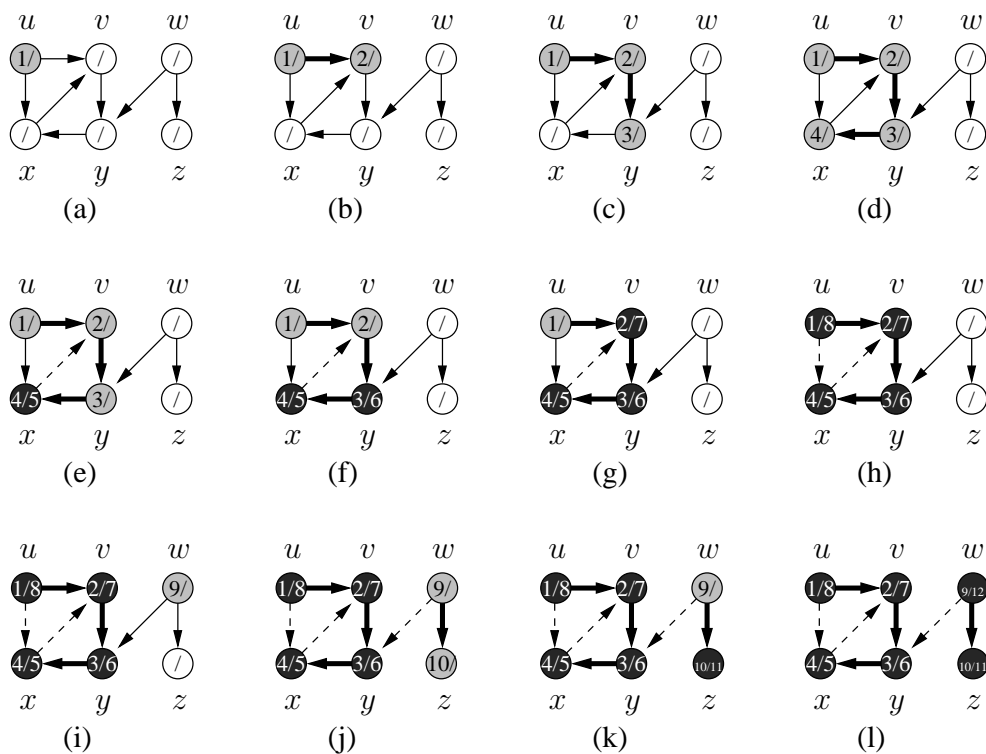 u v w u v w u v w u v w
1/ / / 1/ 2/ / 1/ 2/ / 1/ 2/ /
/ / / / / / / 3/ / 4/ 3/ /
x y z x y z x y z x y z
(a) (b) (c) (d)
u v w u v w u v w u v w
1/ 2/ / 1/ 2/ / 1/ 2/7 / 1/8 2/7 /
4/5 3/ / 4/5 3/6 / 4/5 3/6 / 4/5 3/6 /
x y z x y z x y z x y z
(e) (f) (g) (h)
u v w u v w u v w u v w
1/8 2/7 9/ 1/8 2/7 9/ 1/8 2/7 9/ 1/8 2/7 9/12
4/5 3/6 / 4/5 3/6 10/ 4/5 3/6 10/11 4/5 3/6 10/11
x y z x y z x y z x y z
(i) (j) (k) (l)